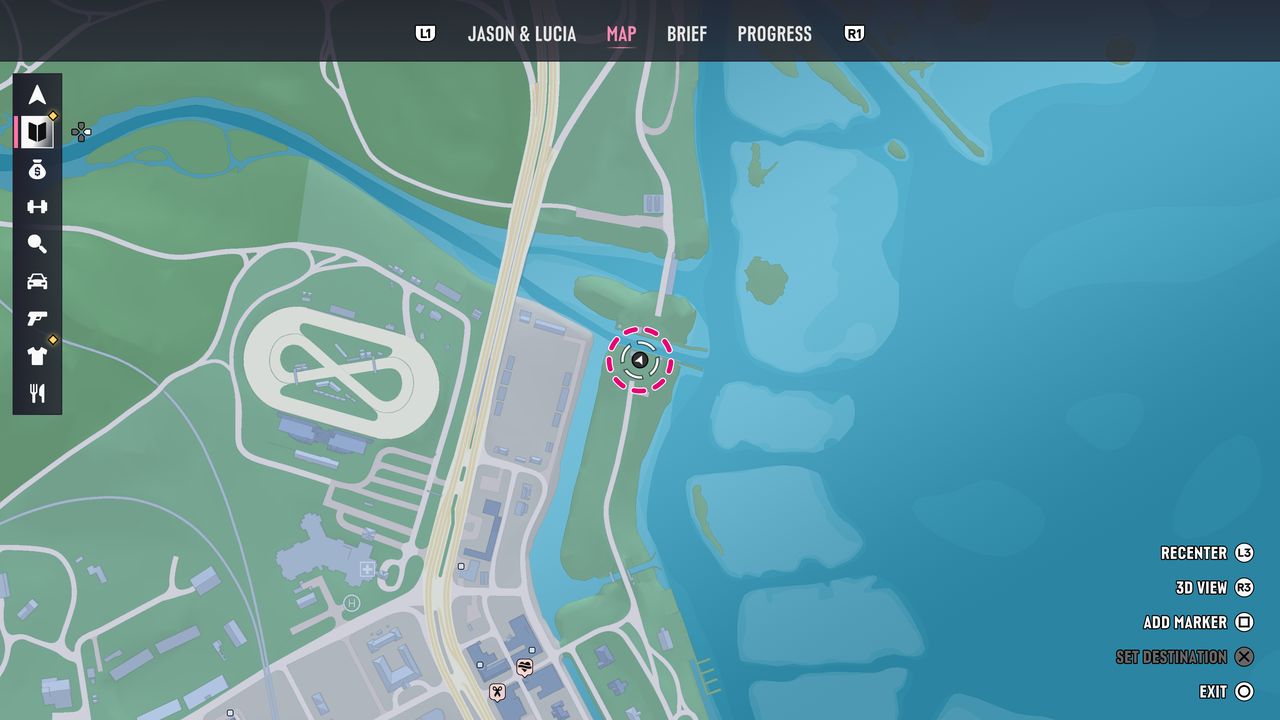 L1 JASON & LUCIA MAP BRIEF PROGRESS R1
$
H
RECENTER L3
3D VIEW R3
ADD MARKER
SET DESTINATION
EXIT